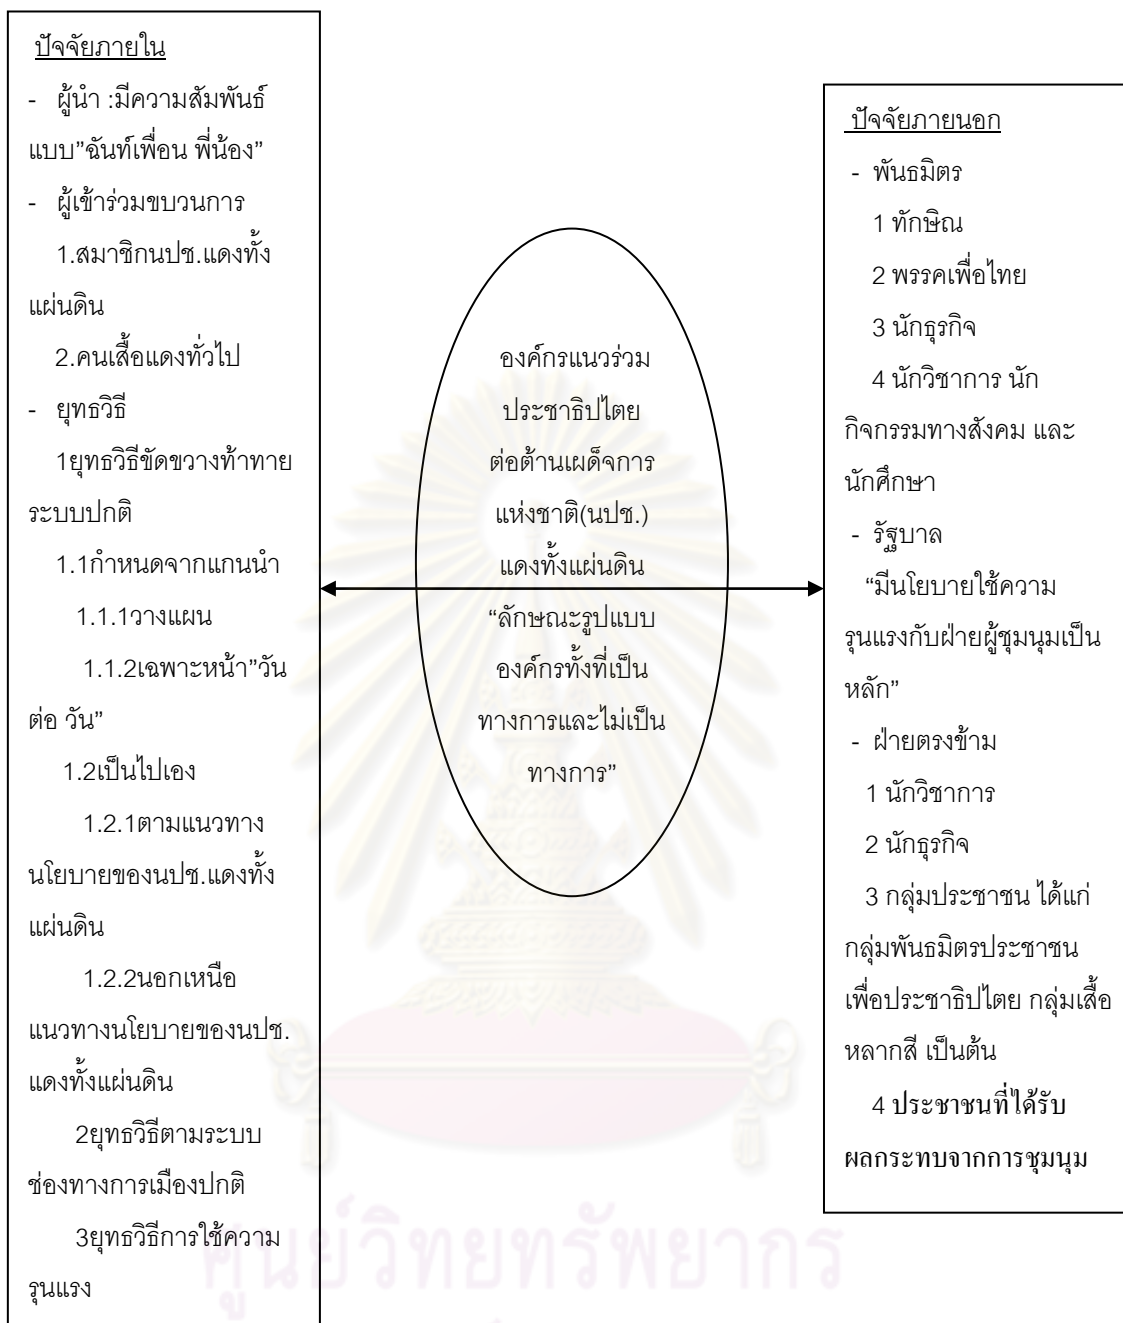 ปัจจัยภายใน
- ผู้นำ :มีความสัมพันธ์
แบบ"ฉันท์เพื่อน พี่น้อง"
- ผู้เข้าร่วมขบวนการ
1.สมาชิกนปช.แดงทั้ง
แผ่นดิน
2.คนเสื้อแดงทั่วไป
- ยุทธวิธี
1ยุทธวิธีขัดขวางท้าทาย
ระบบปกติ
1.1กำหนดจากแกนนำ
1.1.1วางแผน
1.1.2เฉพาะหน้า"วัน
ต่อ วัน"
1.2เป็นไปเอง
1.2.1ตามแนวทาง
นโยบายของนปช.แดงทั้ง
แผ่นดิน
1.2.2นอกเหนือ
แนวทางนโยบายของนปช.
แดงทั้งแผ่นดิน
2ยุทธวิธีตามระบบ
ช่องทางการเมืองปกติ
3ยุทธวิธีการใช้ความ
รุนแรง
องค์กรแนวร่วม
ประชาธิปไตย
ต่อต้านเผด็จการ
แห่งชาติ(นปช.)
แดงทั้งแผ่นดิน
"ลักษณะรูปแบบ
องค์กรทั้งที่เป็น
ทางการและไม่เป็น
ทางการ"
ปัจจัยภายนอก
- พันธมิตร
1 ทักษิณ
2 พรรคเพื่อไทย
3 นักธุรกิจ
4 นักวิชาการ นัก
กิจกรรมทางสังคม และ
นักศึกษา
- รัฐบาล
"มีนโยบายใช้ความ
รุนแรงกับฝ่ายผู้ชุมนุมเป็น
หลัก"
- ฝ่ายตรงข้าม
1 นักวิชาการ
2 นักธุรกิจ
3 กลุ่มประชาชน ได้แก่
กลุ่มพันธมิตรประชาชน
เพื่อประชาธิปไตย กลุ่มเสื้อ
หลากสี เป็นต้น
4 ประชาชนที่ได้รับ
ผลกระทบจากการชุมนุม
ศูนย์วิทยทรัพยากร